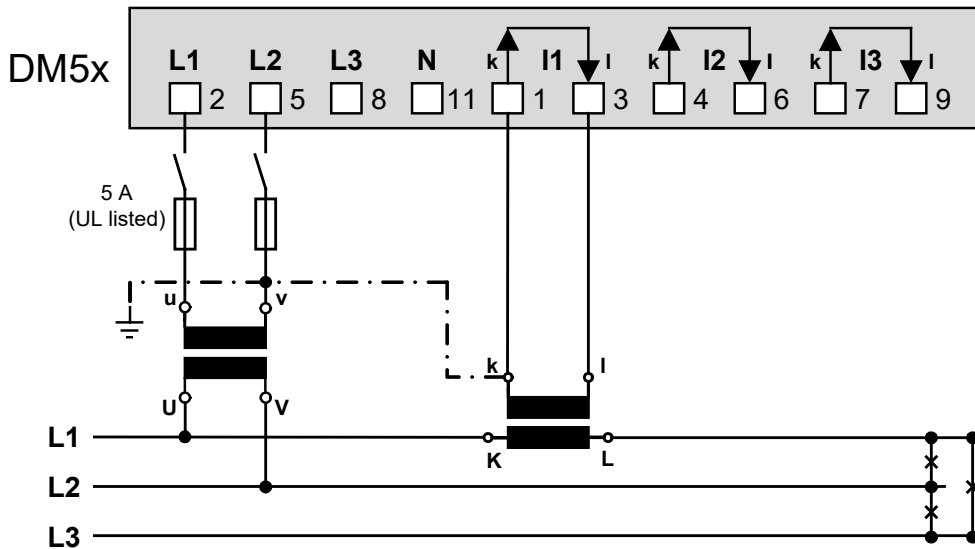 DM5x
L1 L2 L3 N k I1 l k I2 l k I3 l
2 5 8 11 1 3 4 6 7 9
5 A
(UL listed)
u v
k l
U V
L1
K L
L2
L3